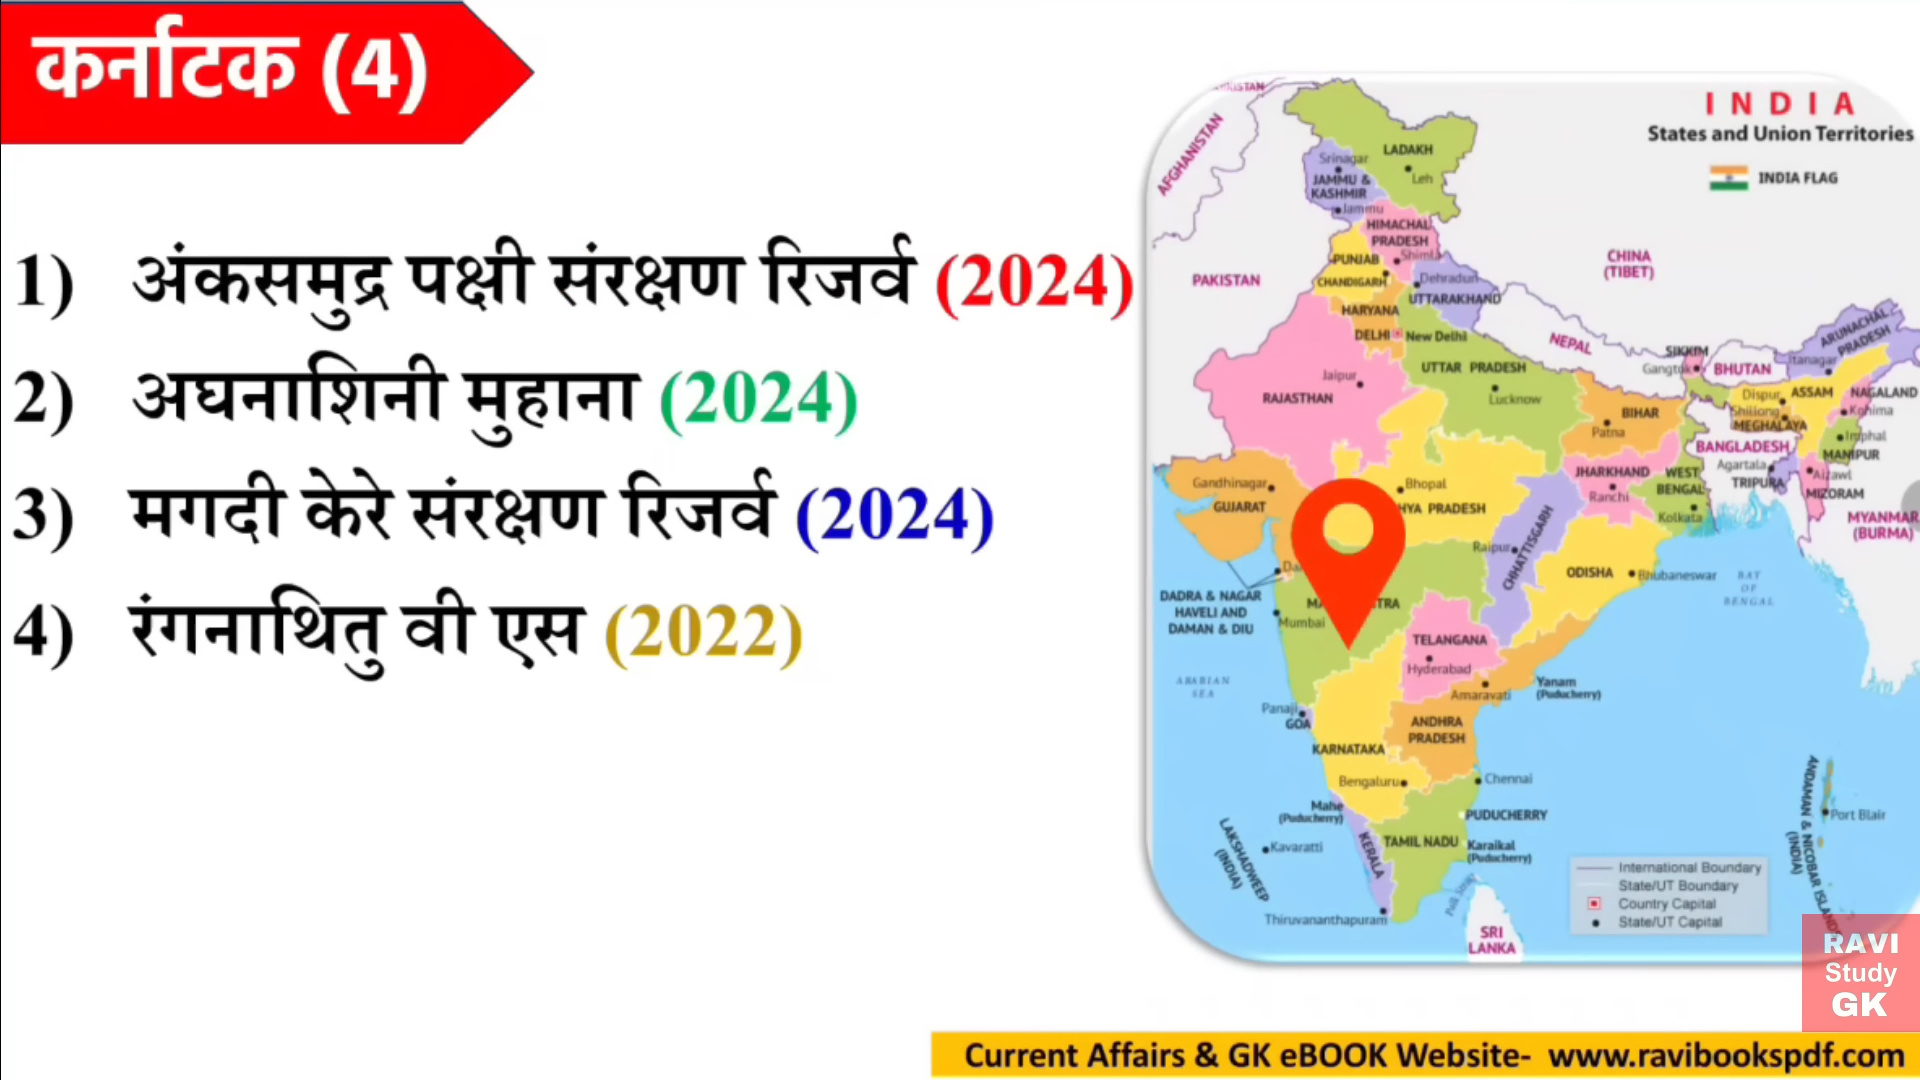 कर्नाटक (4)
1) अंकसमुद्र पक्षी संरक्षण रिजर्व (2024)
2) अघनाशिनी मुहाना (2024)
3) मगदी केरे संरक्षण रिजर्व (2024)
4) रंगनाथितु वी एस (2022)
INDIA
States and Union Territories
INDIA FLAG
AFGHANISTAN
LADAKH
Srinagar
Leh
JAMMU &
KASHMIR
Jammu
HIMACHAL
PRADESH
Shimla
PUNJAB
CHANDIGARH
Dehradun
UTTARAKHAND
CHINA
(TIBET)
PAKISTAN
HARYANA
DELHI
New Delhi
NEPAL
SIKKIM
Gangtok
BHUTAN
ARUNACHAL
PRADESH
Itanagar
UTTAR PRADESH
Lucknow
Jaipur
RAJASTHAN
BIHAR
Patna
Dispur
ASSAM
NAGALAND
Kohima
Shillong
MEGHALAYA
Imphal
MANIPUR
BANGLADESH
Agartala
TRIPURA
Aizawl
MIZORAM
MYANMAR
(BURMA)
JHARKHAND
Ranchi
WEST
BENGAL
Kolkata
Gandhinagar
GUJARAT
Bhopal
HYA PRADESH
Raipur
CHHATTISGARH
ODISHA
Bhubaneswar
BAY
OF
BENGAL
Da
DADRA & NAGAR
HAVELI AND
DAMAN & DIU
MA
TRA
Mumbai
TELANGANA
Hyderabad
Amaravati
Yanam
(Puducherry)
ARABIAN
SEA
Panaji
GOA
ANDHRA
PRADESH
KARNATAKA
Bengaluru
Chennai
Mahe
(Puducherry)
PUDUCHERRY
TAMIL NADU
Karaikal
(Puducherry)
KERALA
LAKSHADWEEP
(INDIA)
Kavaratti
Thiruvananthapuram
SRI
LANKA
ANDAMAN & NICOBAR ISLANDS
(INDIA)
Port Blair
International Boundary
State/UT Boundary
Country Capital
State/UT Capital
RAVI
Study
GK
Current Affairs & GK eBOOK Website- www.ravibookspdf.com